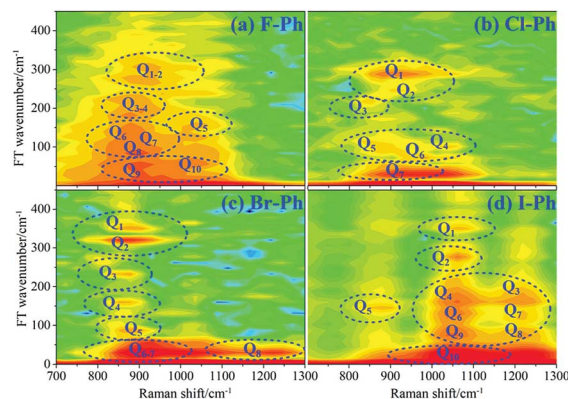 (a) F-Ph
Q1-2
Q3-4
Q5
Q6
Q7
Q8
Q9
Q10
(b) Cl-Ph
Q1
Q2
Q3
Q4
Q5
Q6
Q7
(c) Br-Ph
Q1
Q2
Q3
Q4
Q5
Q8
(d) I-Ph
Q1
Q2
Q3
Q4
Q5
Q6
Q7
Q8
Q9
Q10
FT wavenumber/cm⁻¹
400
300
200
100
0
FT wavenumber/cm⁻¹
400
300
200
100
0
700 800 900 1000 1100 1200
700 800 900 1000 1100 1200 1300
Raman shift/cm⁻¹
Raman shift/cm⁻¹